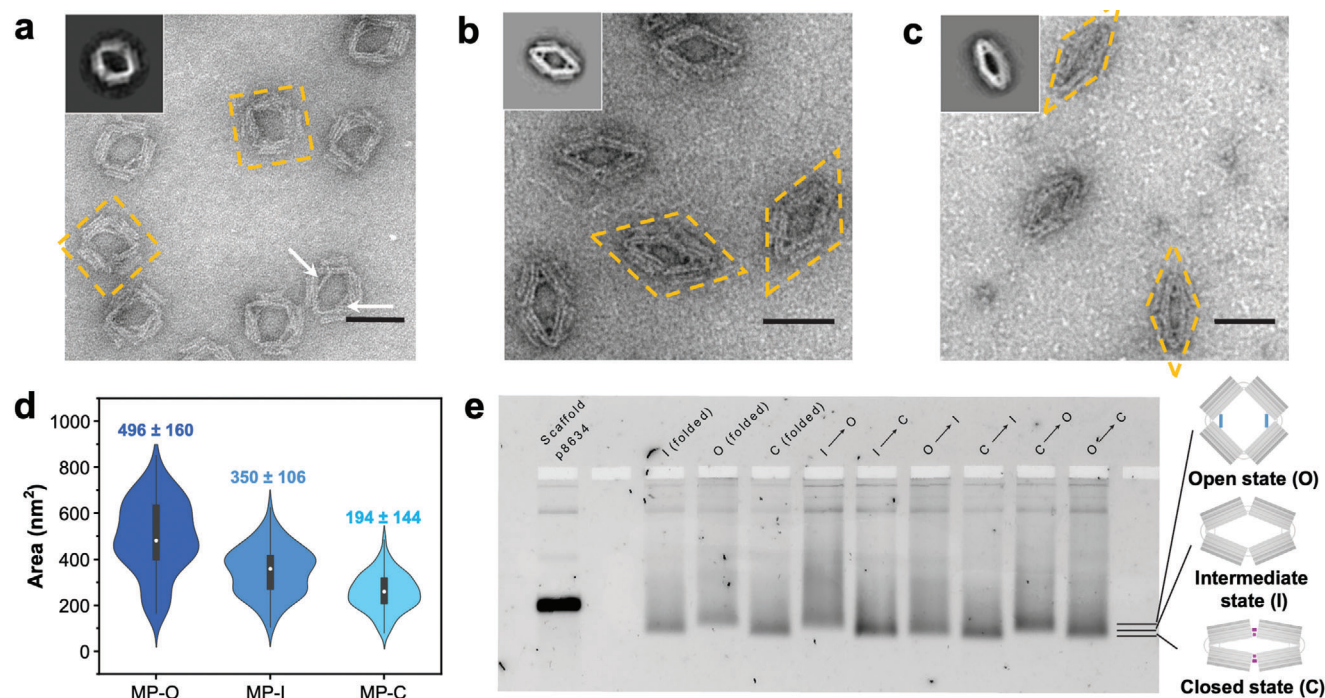 a
b
c
d
1000
800
600
400
200
0
Area (nm²)
496 ± 160
350 ± 106
194 ± 144
MP-O
MP-I
MP-C
e
Scaffold
p8634
I (folded)
O (folded)
C (folded)
I → O
I → C
O → I
C → I
C → O
O → C
Open state (O)
Intermediate
state (I)
Closed state (C)